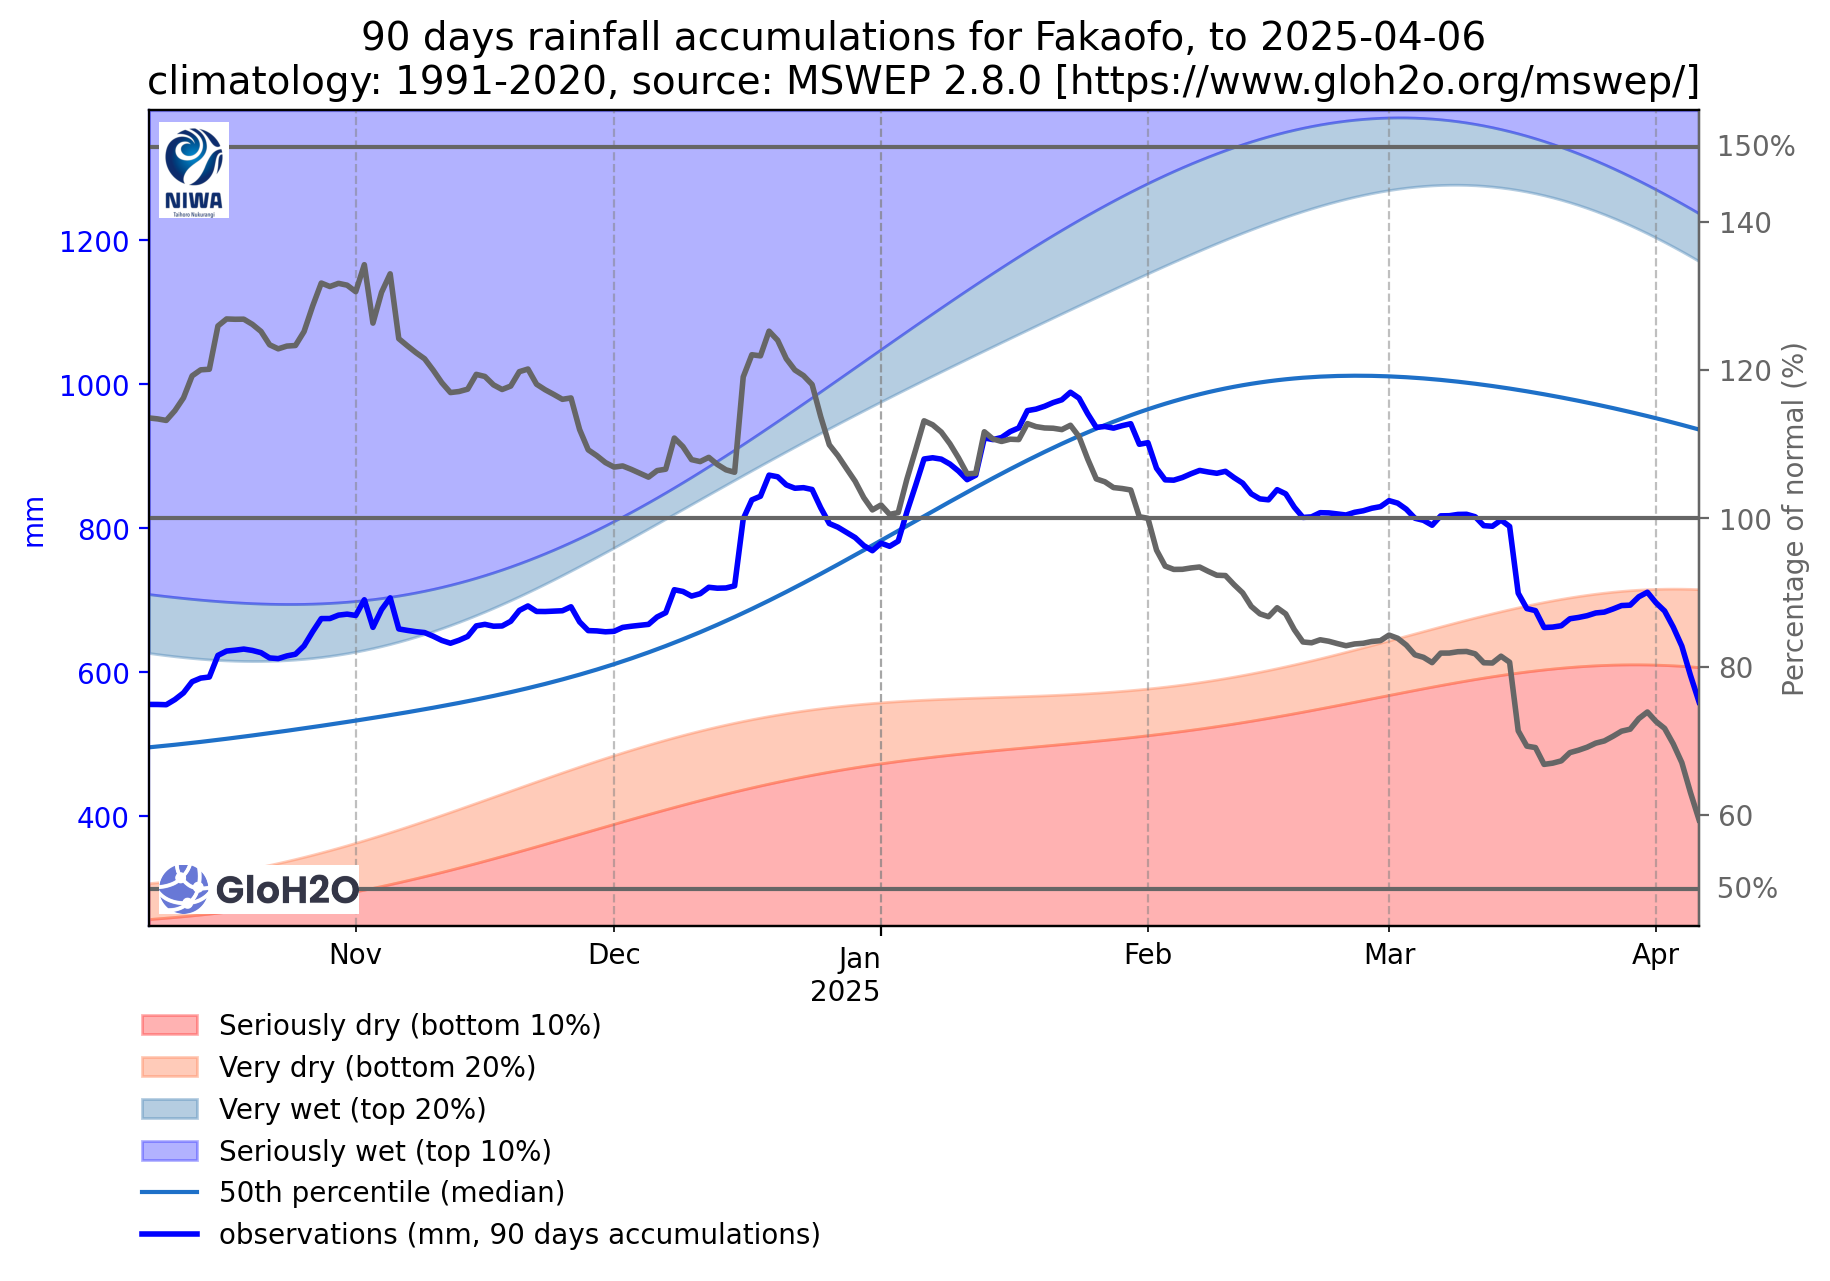 90 days rainfall accumulations for Fakaofo, to 2025-04-06
climatology: 1991-2020, source: MSWEP 2.8.0 [https://www.gloh2o.org/mswep/]
NIWA
Taihoro Nukurangi
1200
1000
800
600
400
mm
150%
140
120
100
80
60
50%
Percentage of normal (%)
GloH2O
Nov
Dec
Jan
2025
Feb
Mar
Apr
Seriously dry (bottom 10%)
Very dry (bottom 20%)
Very wet (top 20%)
Seriously wet (top 10%)
50th percentile (median)
observations (mm, 90 days accumulations)